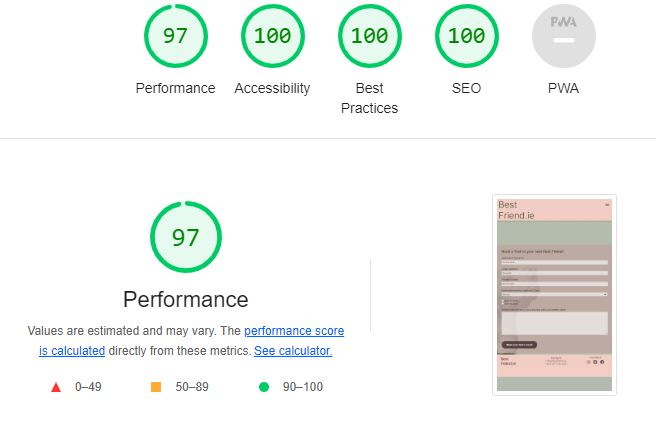 97
100
100
100
PWA
Performance
Accessibility
Best
Practices
SEO
PWA
97
Performance
Values are estimated and may vary. The performance score
is calculated directly from these metrics. See calculator.
0–49
50–89
90–100
Best
Friend.ie